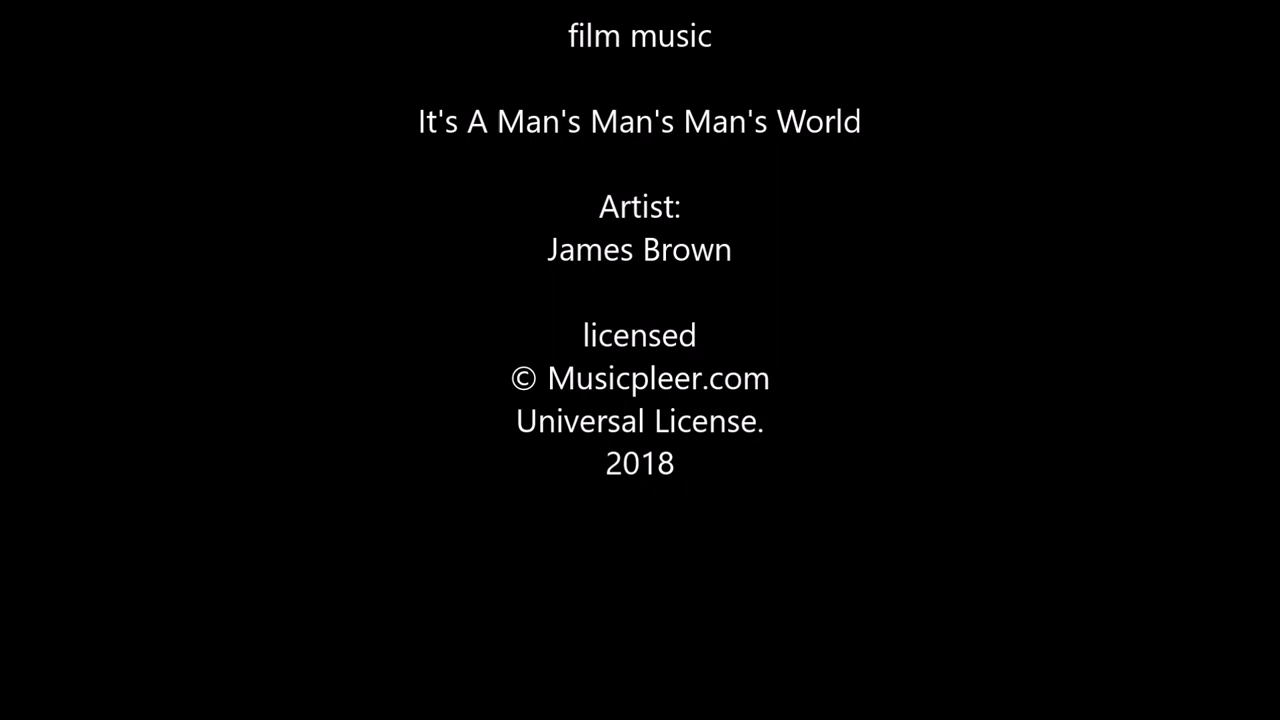 film music
It's A Man's Man's Man's World
Artist:
James Brown
licensed
© Musicpleer.com
Universal License.
2018